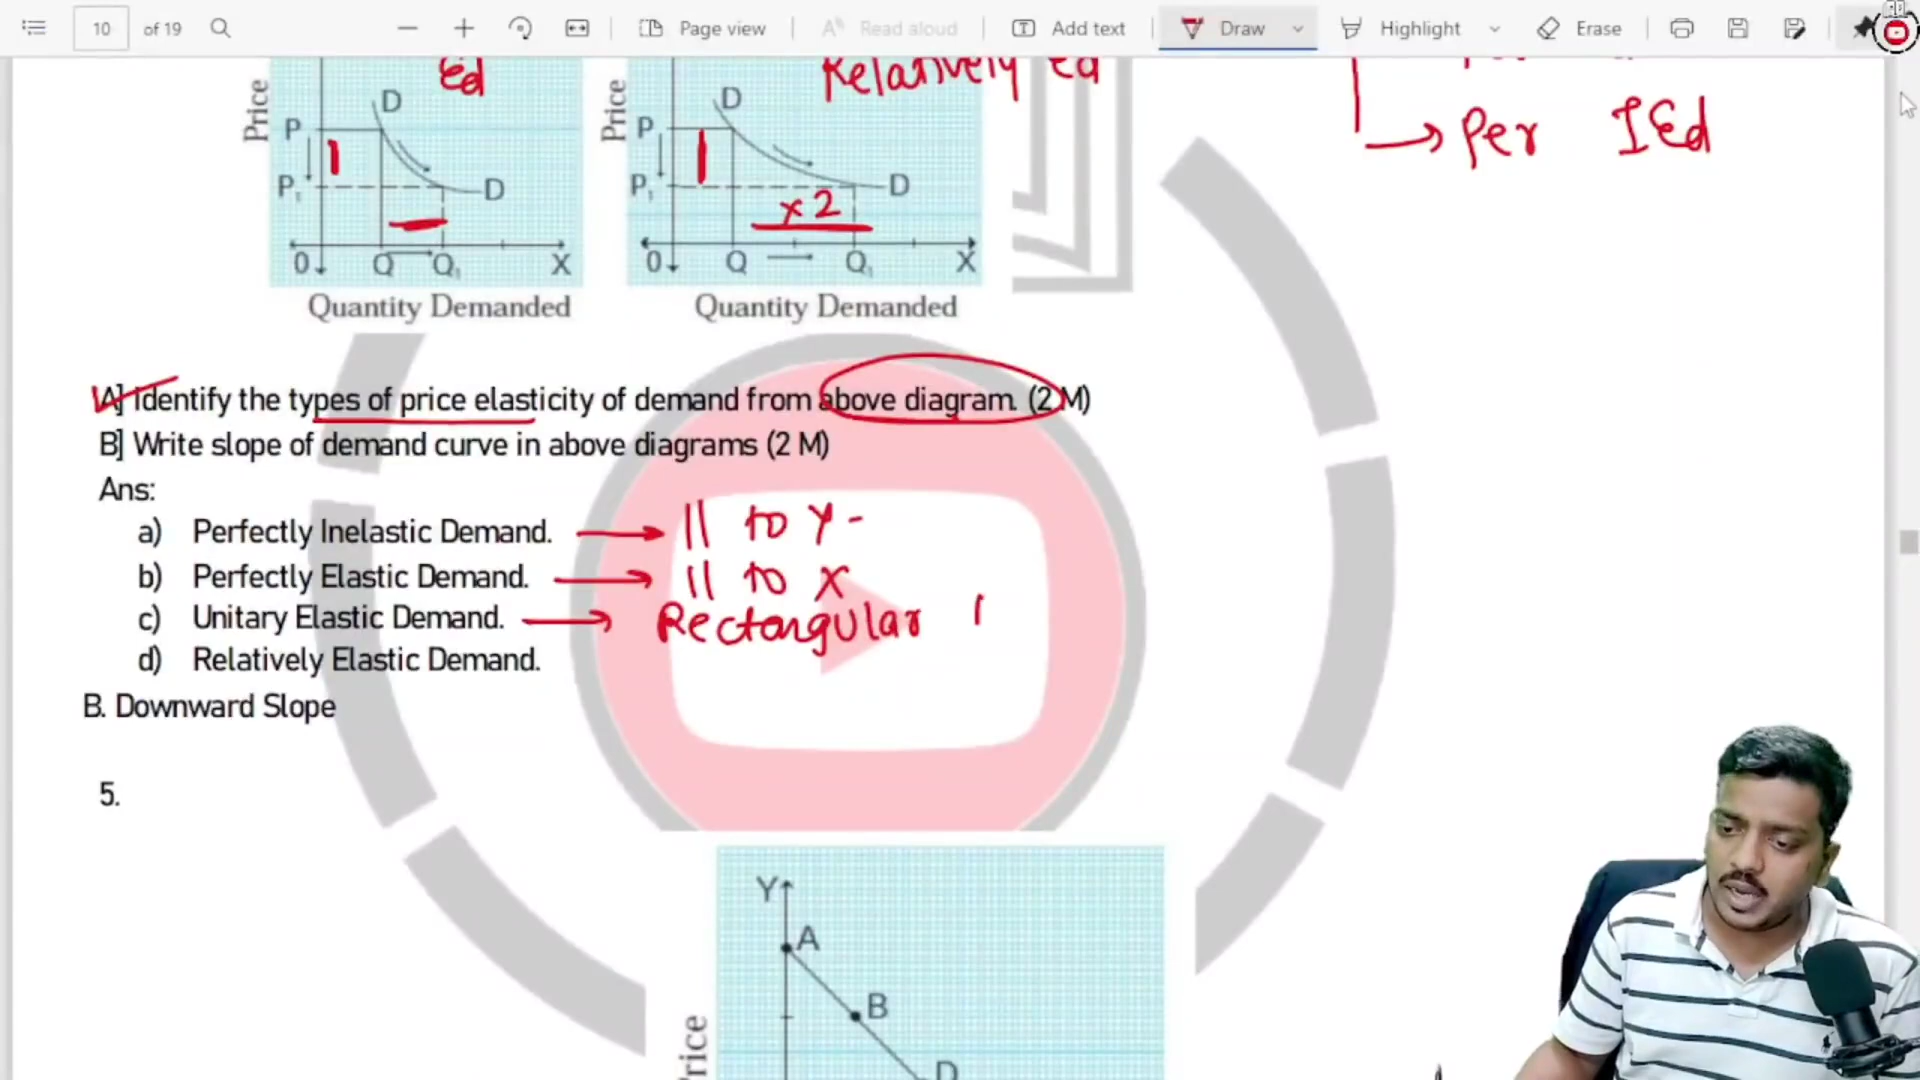 10 of 19 Page view Read aloud Add text Draw Highlight Erase
Ed
Relatively Ed
Price
D
P
1
P₁
D
0 Q Q₁ X
Quantity Demanded
Price
D
P
1
P₁
D
x 2
0 Q Q₁ X
Quantity Demanded
→ Per IEd
A] Identify the types of price elasticity of demand from above diagram. (2 M)
B] Write slope of demand curve in above diagrams (2 M)
Ans:
a) Perfectly Inelastic Demand. → || to Y -
b) Perfectly Elastic Demand. → || to X
c) Unitary Elastic Demand. → Rectangular
d) Relatively Elastic Demand.
B. Downward Slope
5.
Y
A
B
D
Price